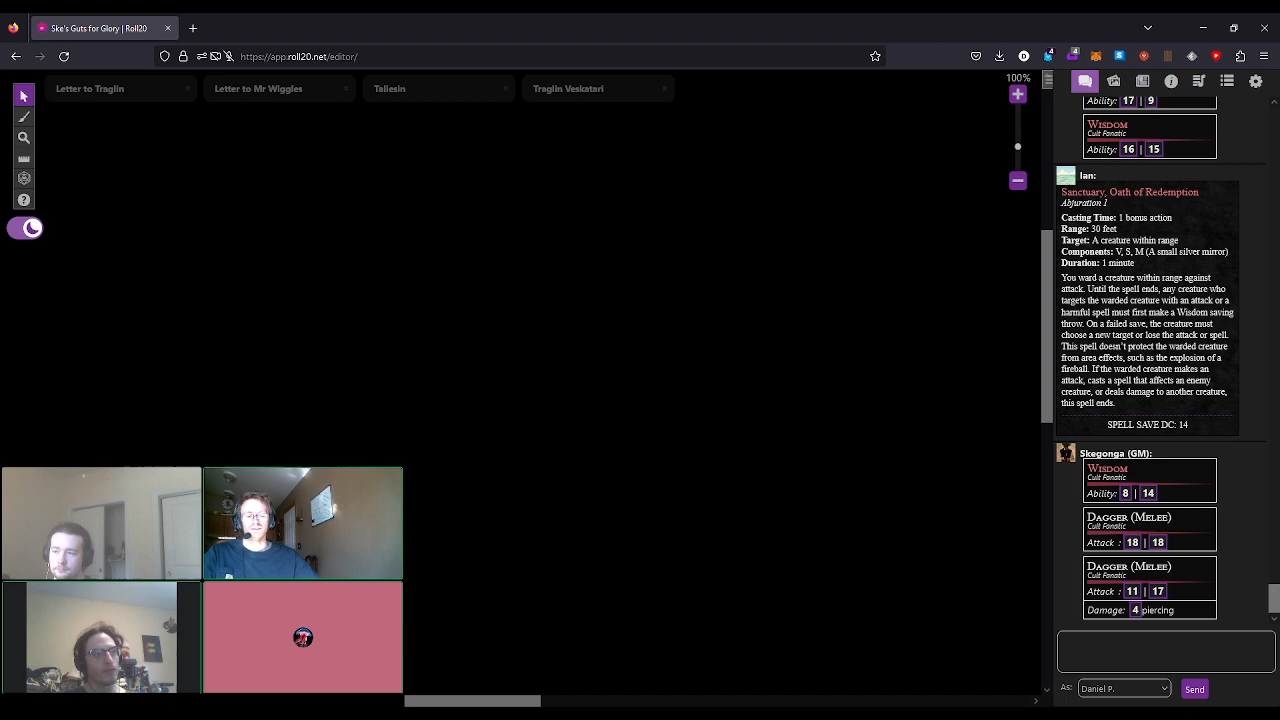 Ske's Guts for Glory | Roll20
https://app.roll20.net/editor/
4
4
Letter to Traglin
Letter to Mr Wiggles
Taliesin
Traglin Veskatari
100%
Ability: 17 | 9
Wisdom
Cult Fanatic
Ability: 16 | 15
Ian:
Sanctuary, Oath of Redemption
Abjuration 1
Casting Time: 1 bonus action
Range: 30 feet
Target: A creature within range
Components: V, S, M (A small silver mirror)
Duration: 1 minute
You ward a creature within range against
attack. Until the spell ends, any creature who
targets the warded creature with an attack or a
harmful spell must first make a Wisdom saving
throw. On a failed save, the creature must
choose a new target or lose the attack or spell.
This spell doesn't protect the warded creature
from area effects, such as the explosion of a
fireball. If the warded creature makes an
attack, casts a spell that affects an enemy
creature, or deals damage to another creature,
this spell ends.
SPELL SAVE DC: 14
Skegonga (GM):
Wisdom
Cult Fanatic
Ability: 8 | 14
Dagger (Melee)
Cult Fanatic
Attack : 18 | 18
Dagger (Melee)
Cult Fanatic
Attack : 11 | 17
Damage: 4 piercing
As: Daniel P. Send